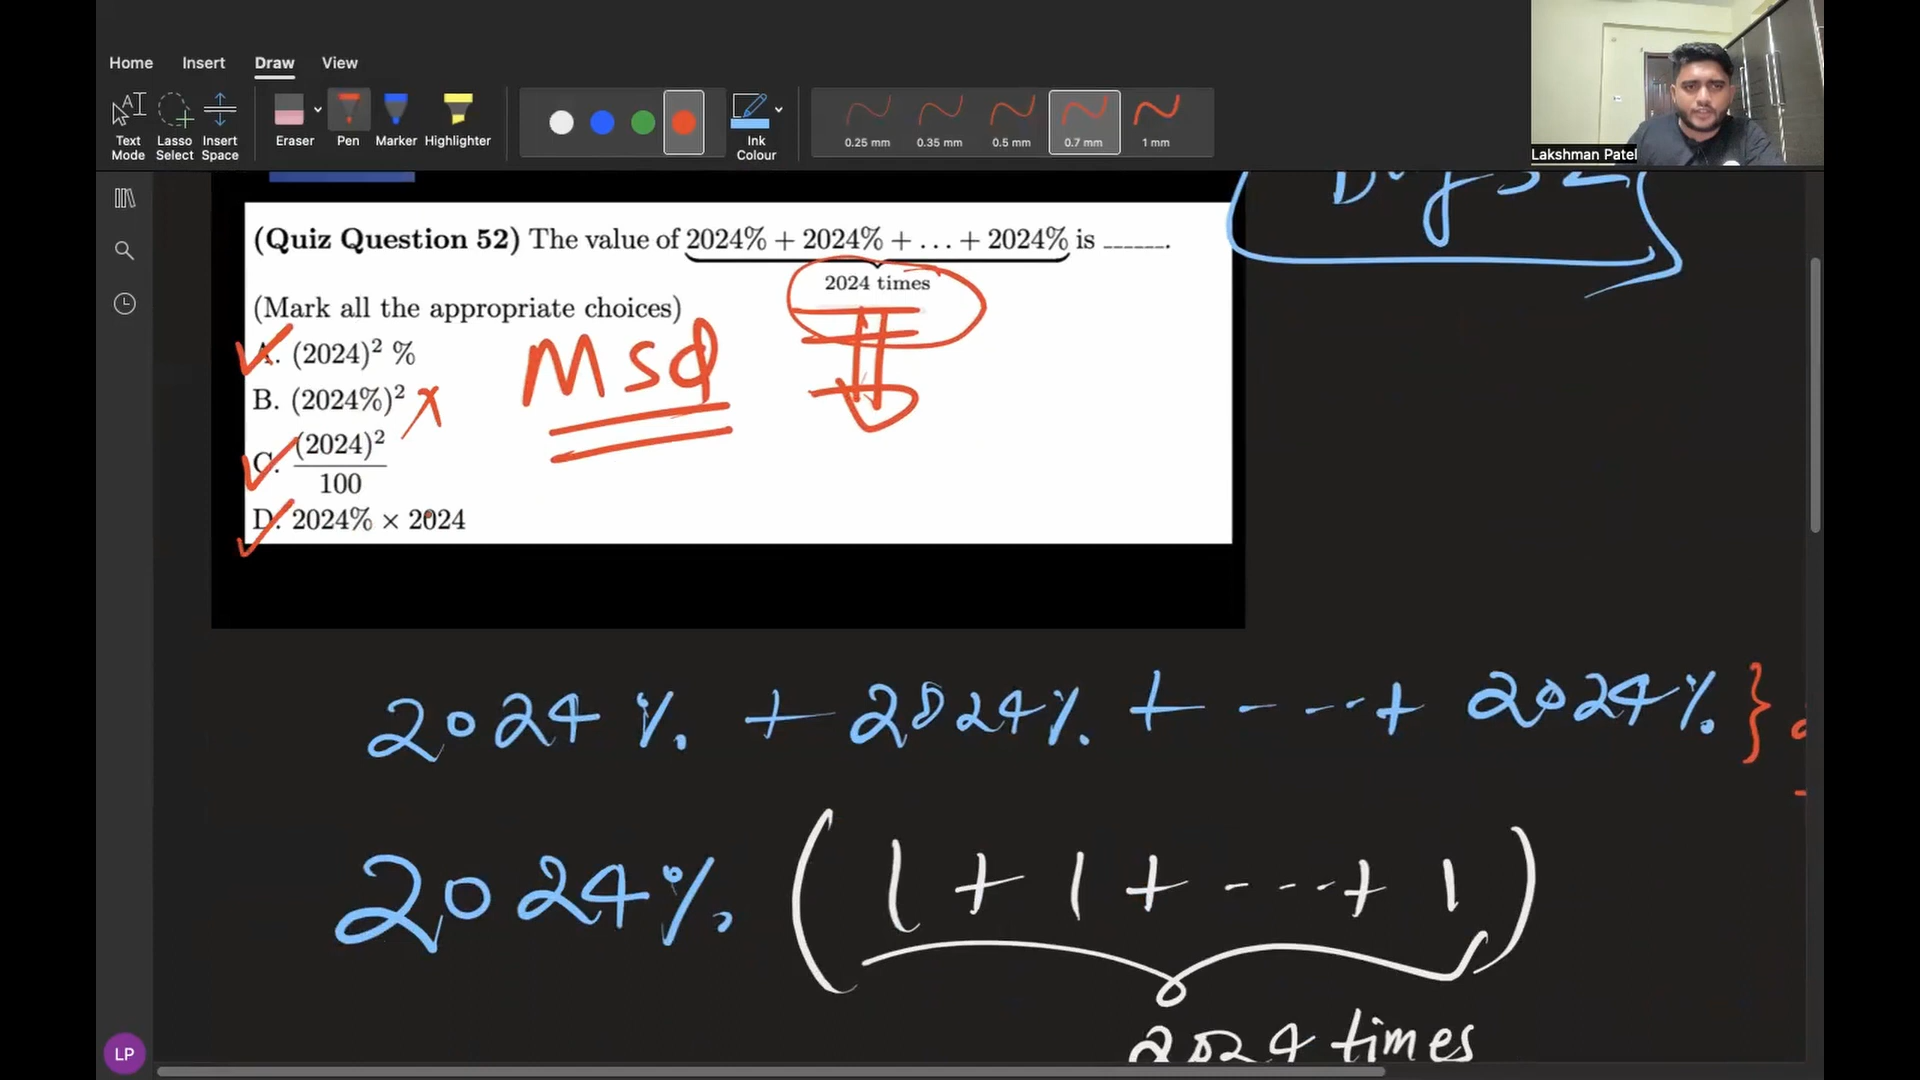 Home Insert Draw View
Text Mode Lasso Select Insert Space Eraser Pen Marker Highlighter Ink Colour 0.25 mm 0.35 mm 0.5 mm 0.7 mm 1 mm
Lakshman Patel
(Quiz Question 52) The value of 2024% + 2024% + ... + 2024% is ______.
2024 times
(Mark all the appropriate choices)
A. (2024)² %
B. (2024%)²
C. (2024)²/100
D. 2024% × 2024
MSQ
2024% + 2024% + ---+ 2024% }
2024% (1 + 1 + ---+ 1)
2024 times
LP